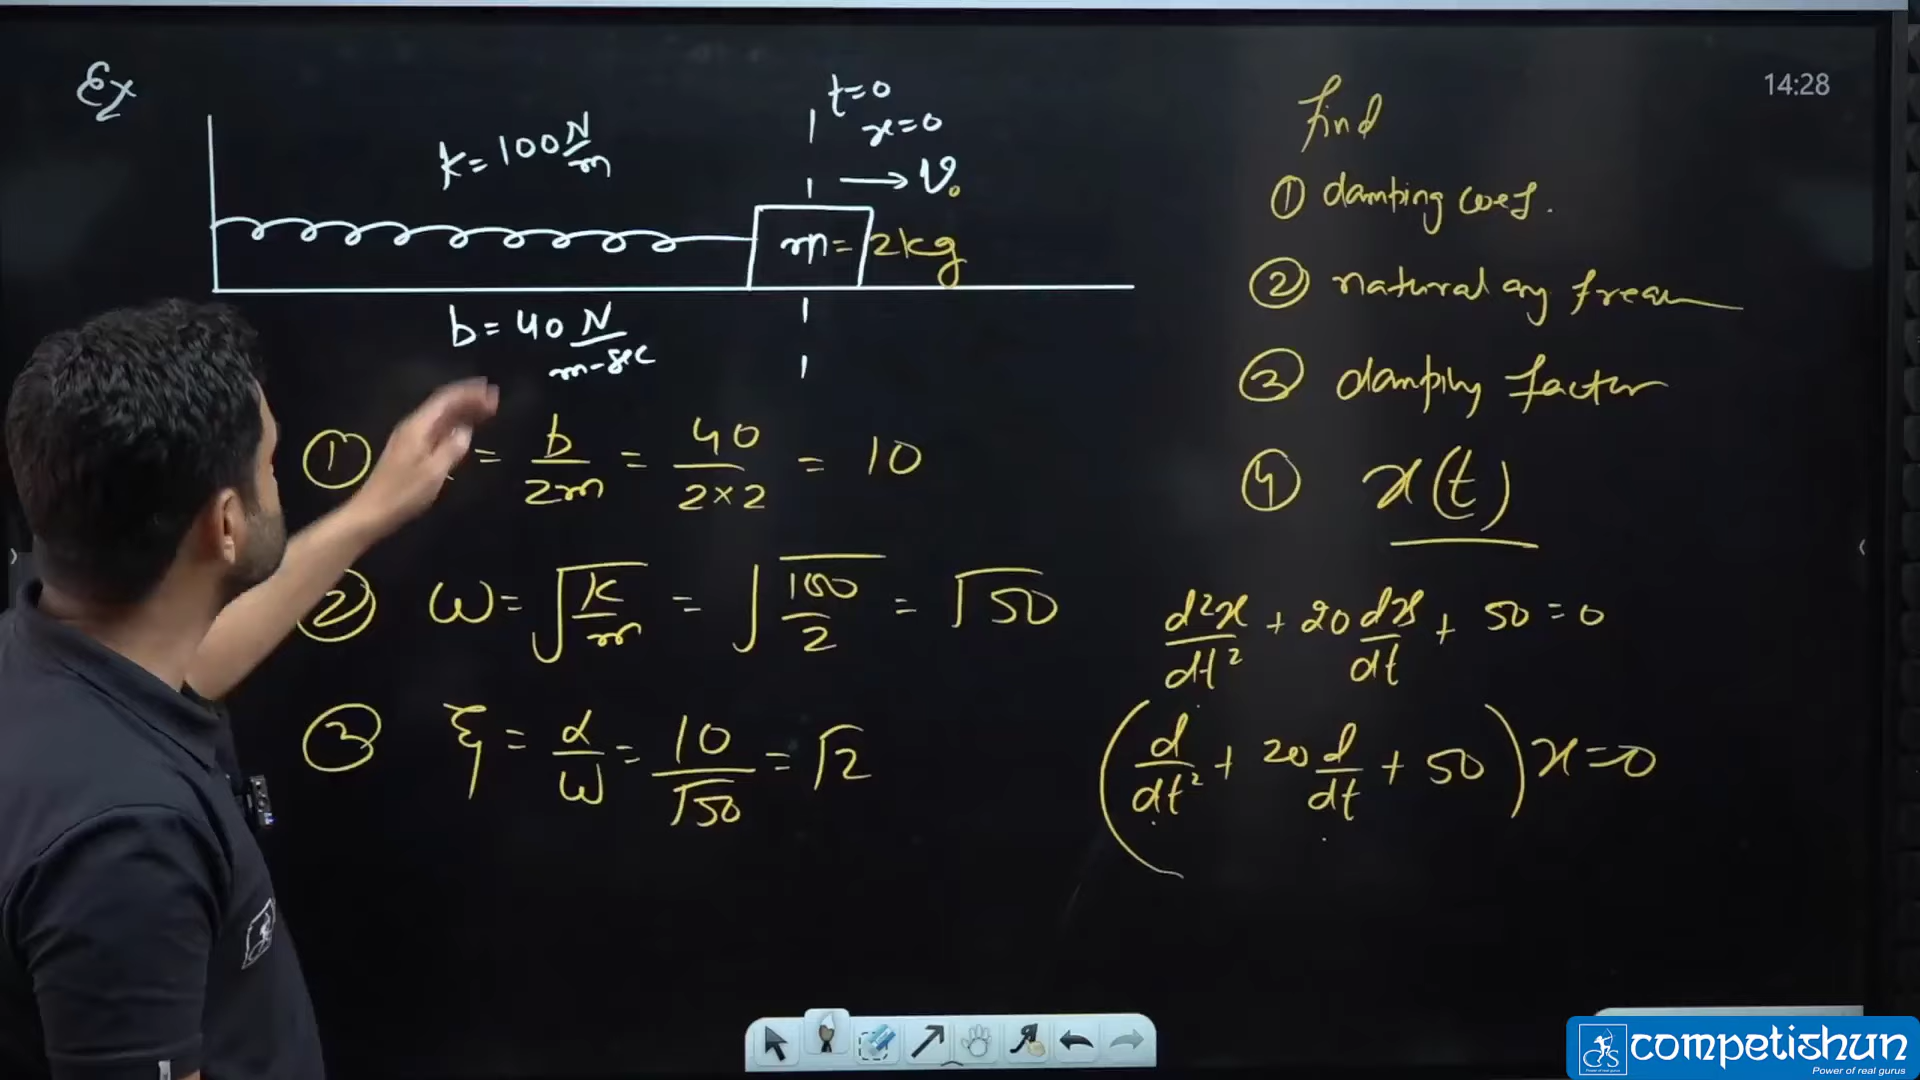 Ex
t=0
x=0
k= 100 N/m
→ v₀
m= 2kg
b= 40 N/m-sec
① = b/2m = 40/2×2 = 10
② ω= √k/m = √100/2 = √50
③ ξ = α/ω = 10/√50 = √2
14:28
find
① damping coef.
② natural ang frequ
③ damping factor
④ x(t)
d²x/dt² + 20 dx/dt + 50 =0
(d/dt² + 20 d/dt + 50) x=0
competishun
Power of real gurus